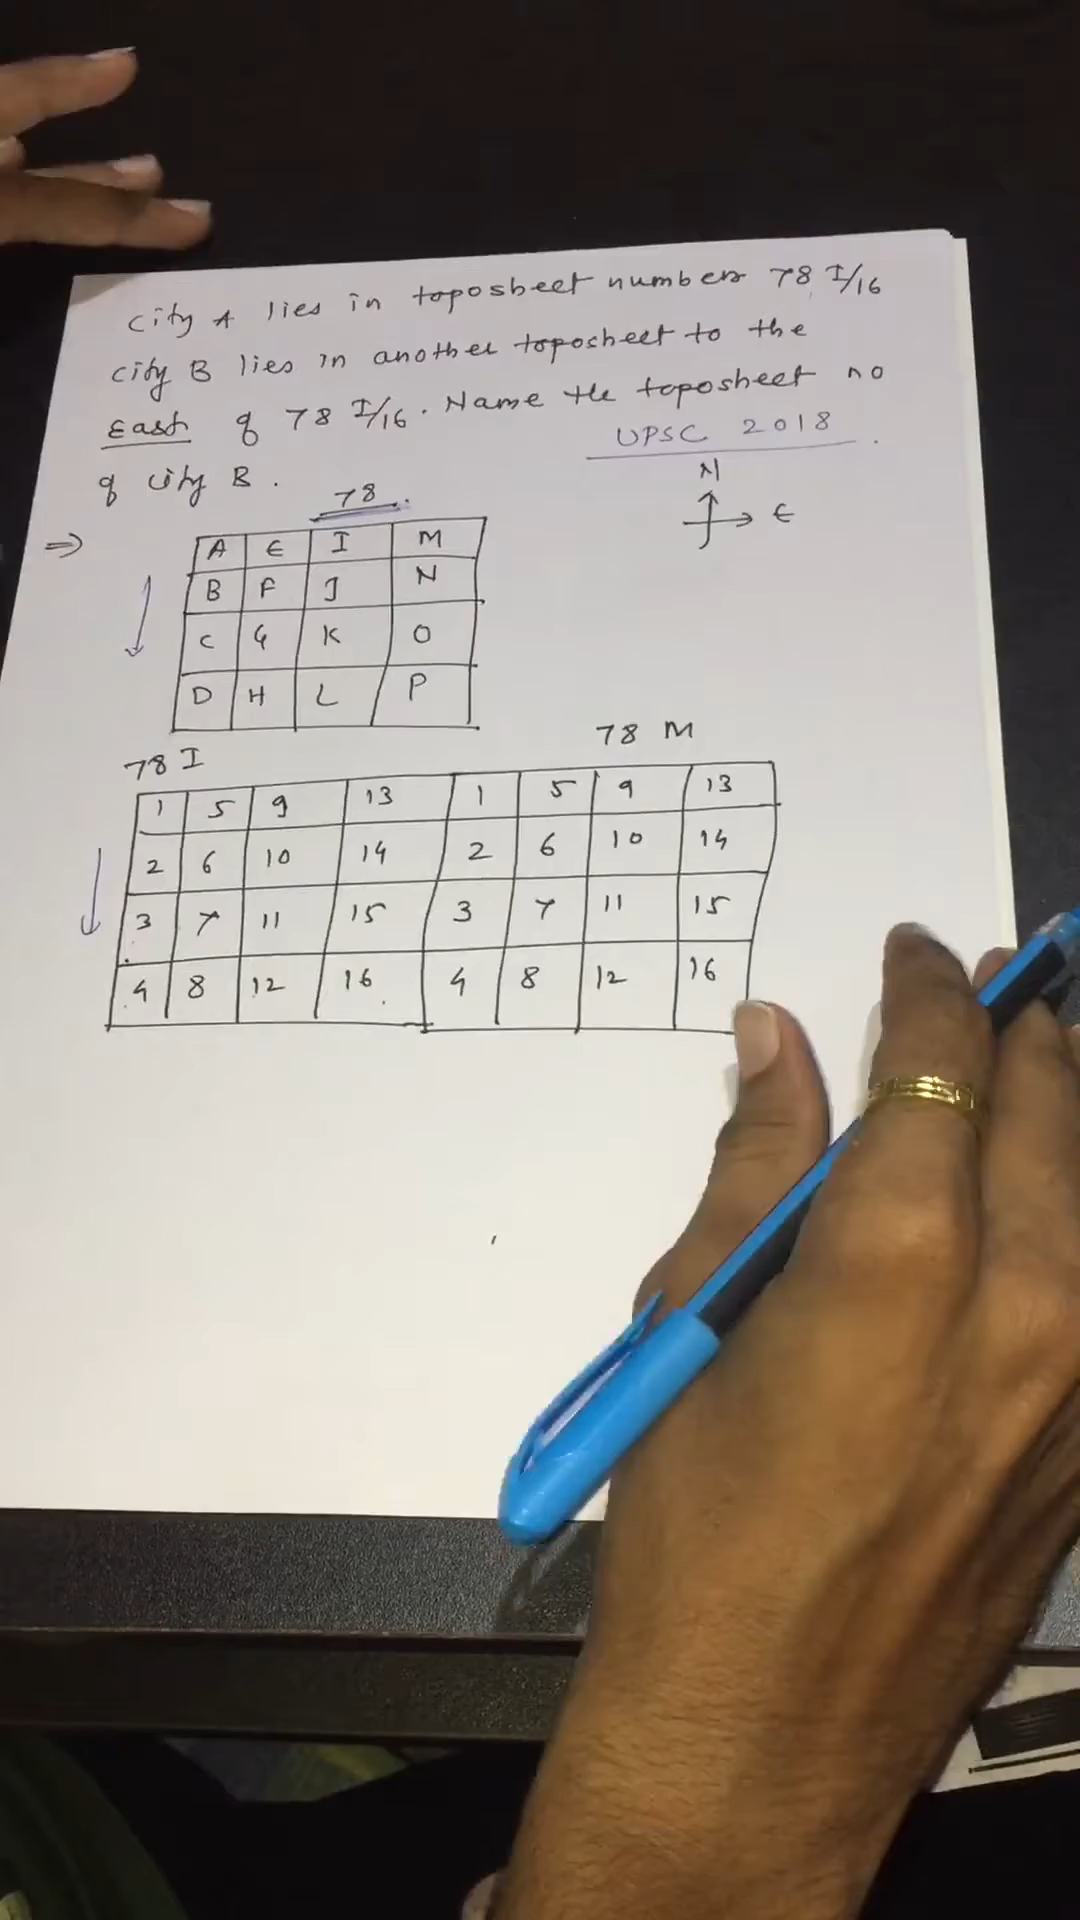 City A lies in toposheet number 78 I/16
city B lies in another toposheet to the
East of 78 I/16. Name the toposheet no
of city B.
UPSC 2018
N
E
⇒
78
A E I M
B F J N
C G K O
D H L P
78 I
78 M
1 5 9 13 1 5 9 13
2 6 10 14 2 6 10 14
3 7 11 15 3 7 11 15
4 8 12 16 4 8 12 16